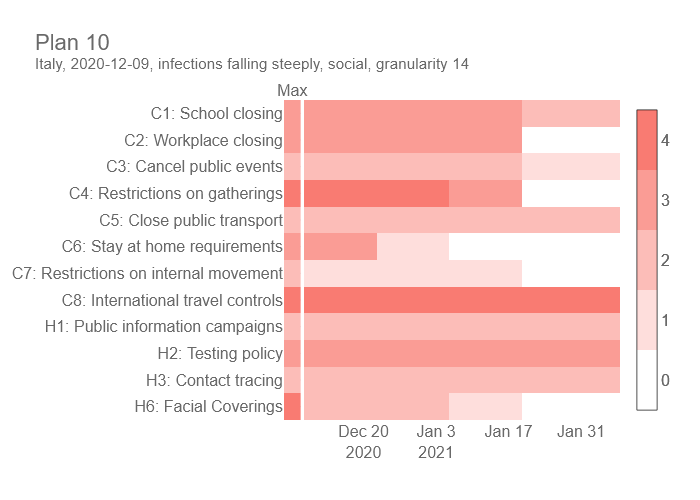 Plan 10
Italy, 2020-12-09, infections falling steeply, social, granularity 14
Max
C1: School closing
C2: Workplace closing
C3: Cancel public events
C4: Restrictions on gatherings
C5: Close public transport
C6: Stay at home requirements
C7: Restrictions on internal movement
C8: International travel controls
H1: Public information campaigns
H2: Testing policy
H3: Contact tracing
H6: Facial Coverings
4
3
2
1
0
Dec 20 Jan 3 Jan 17 Jan 31
2020 2021